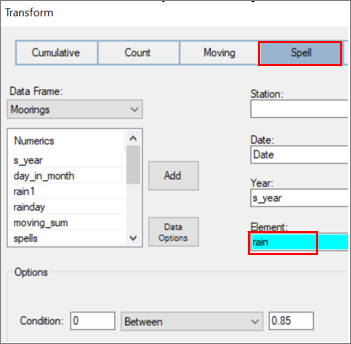 Transform
Cumulative Count Moving Spell
Data Frame:
Moorings
Station:
Numerics
s_year
day_in_month
rain1
rainday
moving_sum
spells
Add
Data
Options
Date:
Date
Year:
s_year
Element:
rain
Options
Condition: 0 Between 0.85